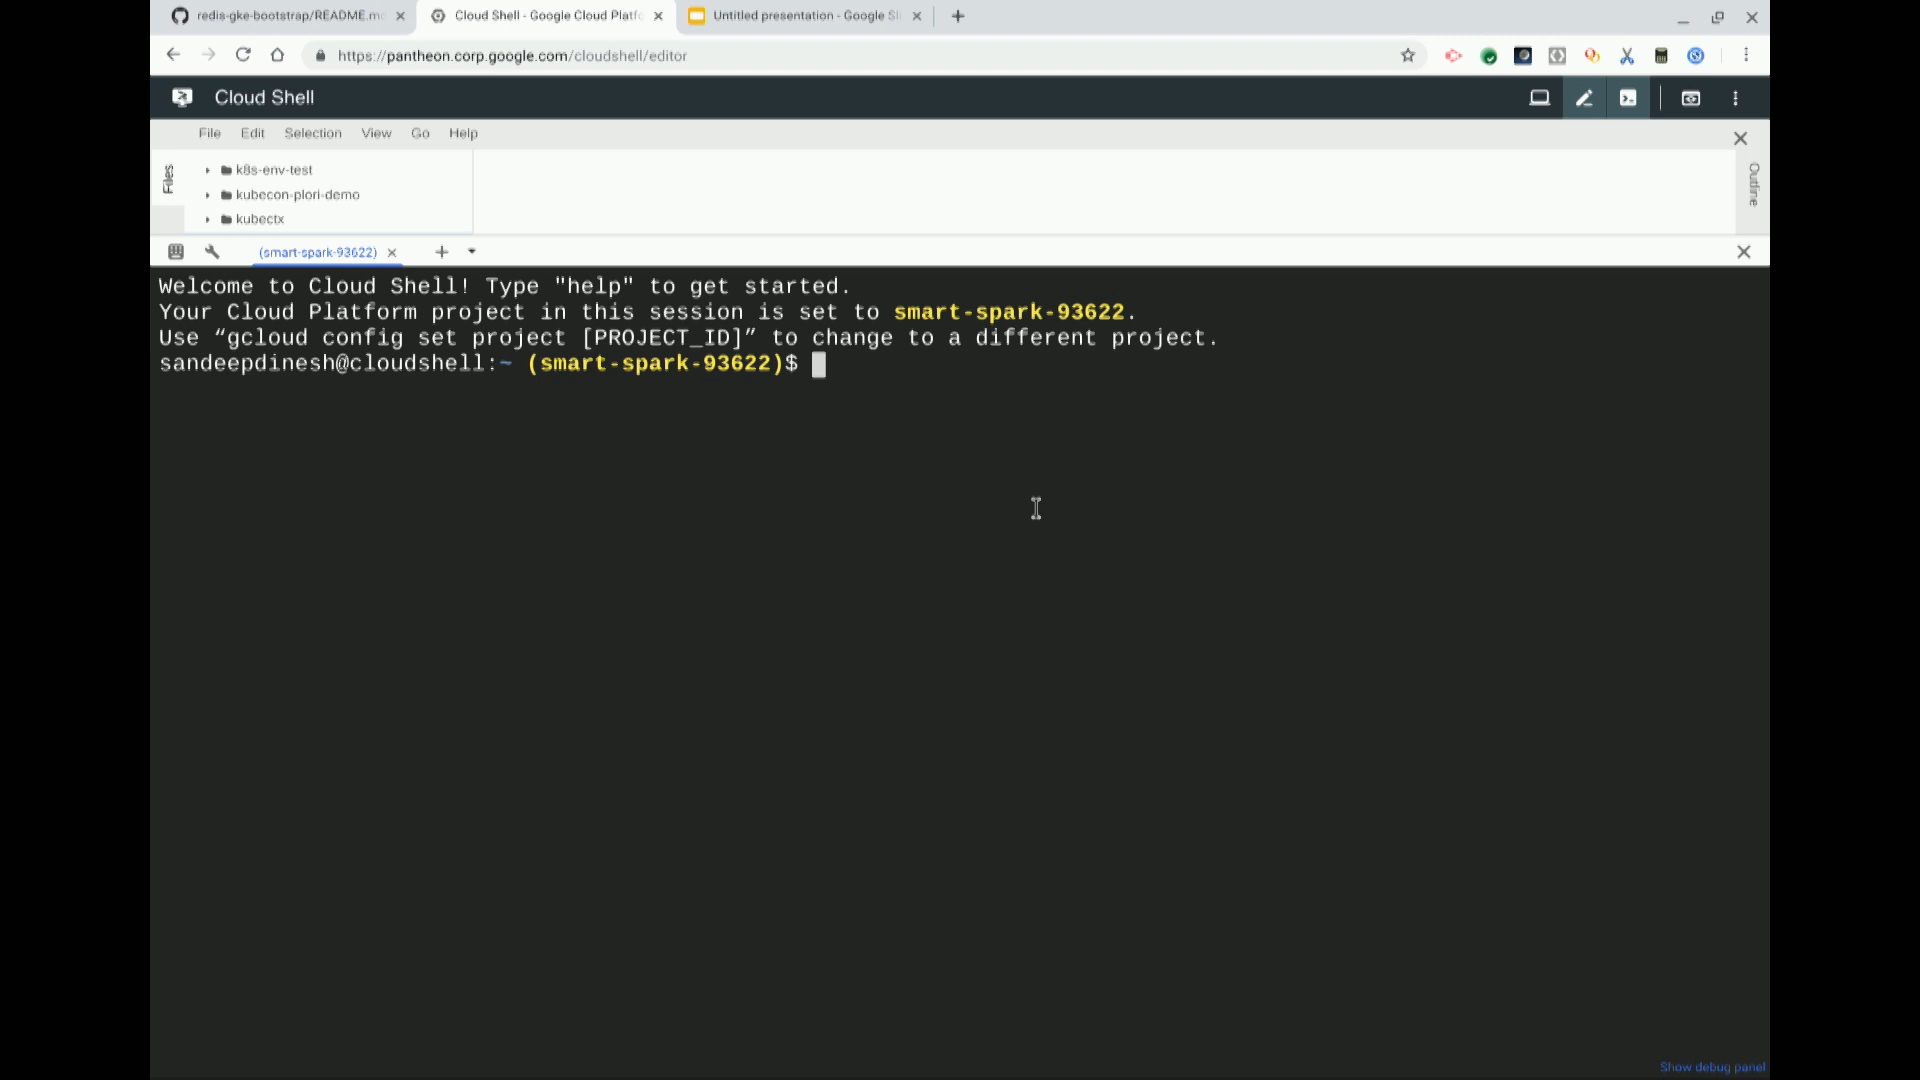 redis-gke-bootstrap/README.m
Cloud Shell - Google Cloud Platfo
Untitled presentation - Google Sli
https://pantheon.corp.google.com/cloudshell/editor
Cloud Shell
File Edit Selection View Go Help
Files
k8s-env-test
kubecon-plori-demo
kubectx
Outline
(smart-spark-93622)
Welcome to Cloud Shell! Type "help" to get started.
Your Cloud Platform project in this session is set to smart-spark-93622.
Use “gcloud config set project [PROJECT_ID]” to change to a different project.
sandeepdinesh@cloudshell:~ (smart-spark-93622)$
Show debug panel